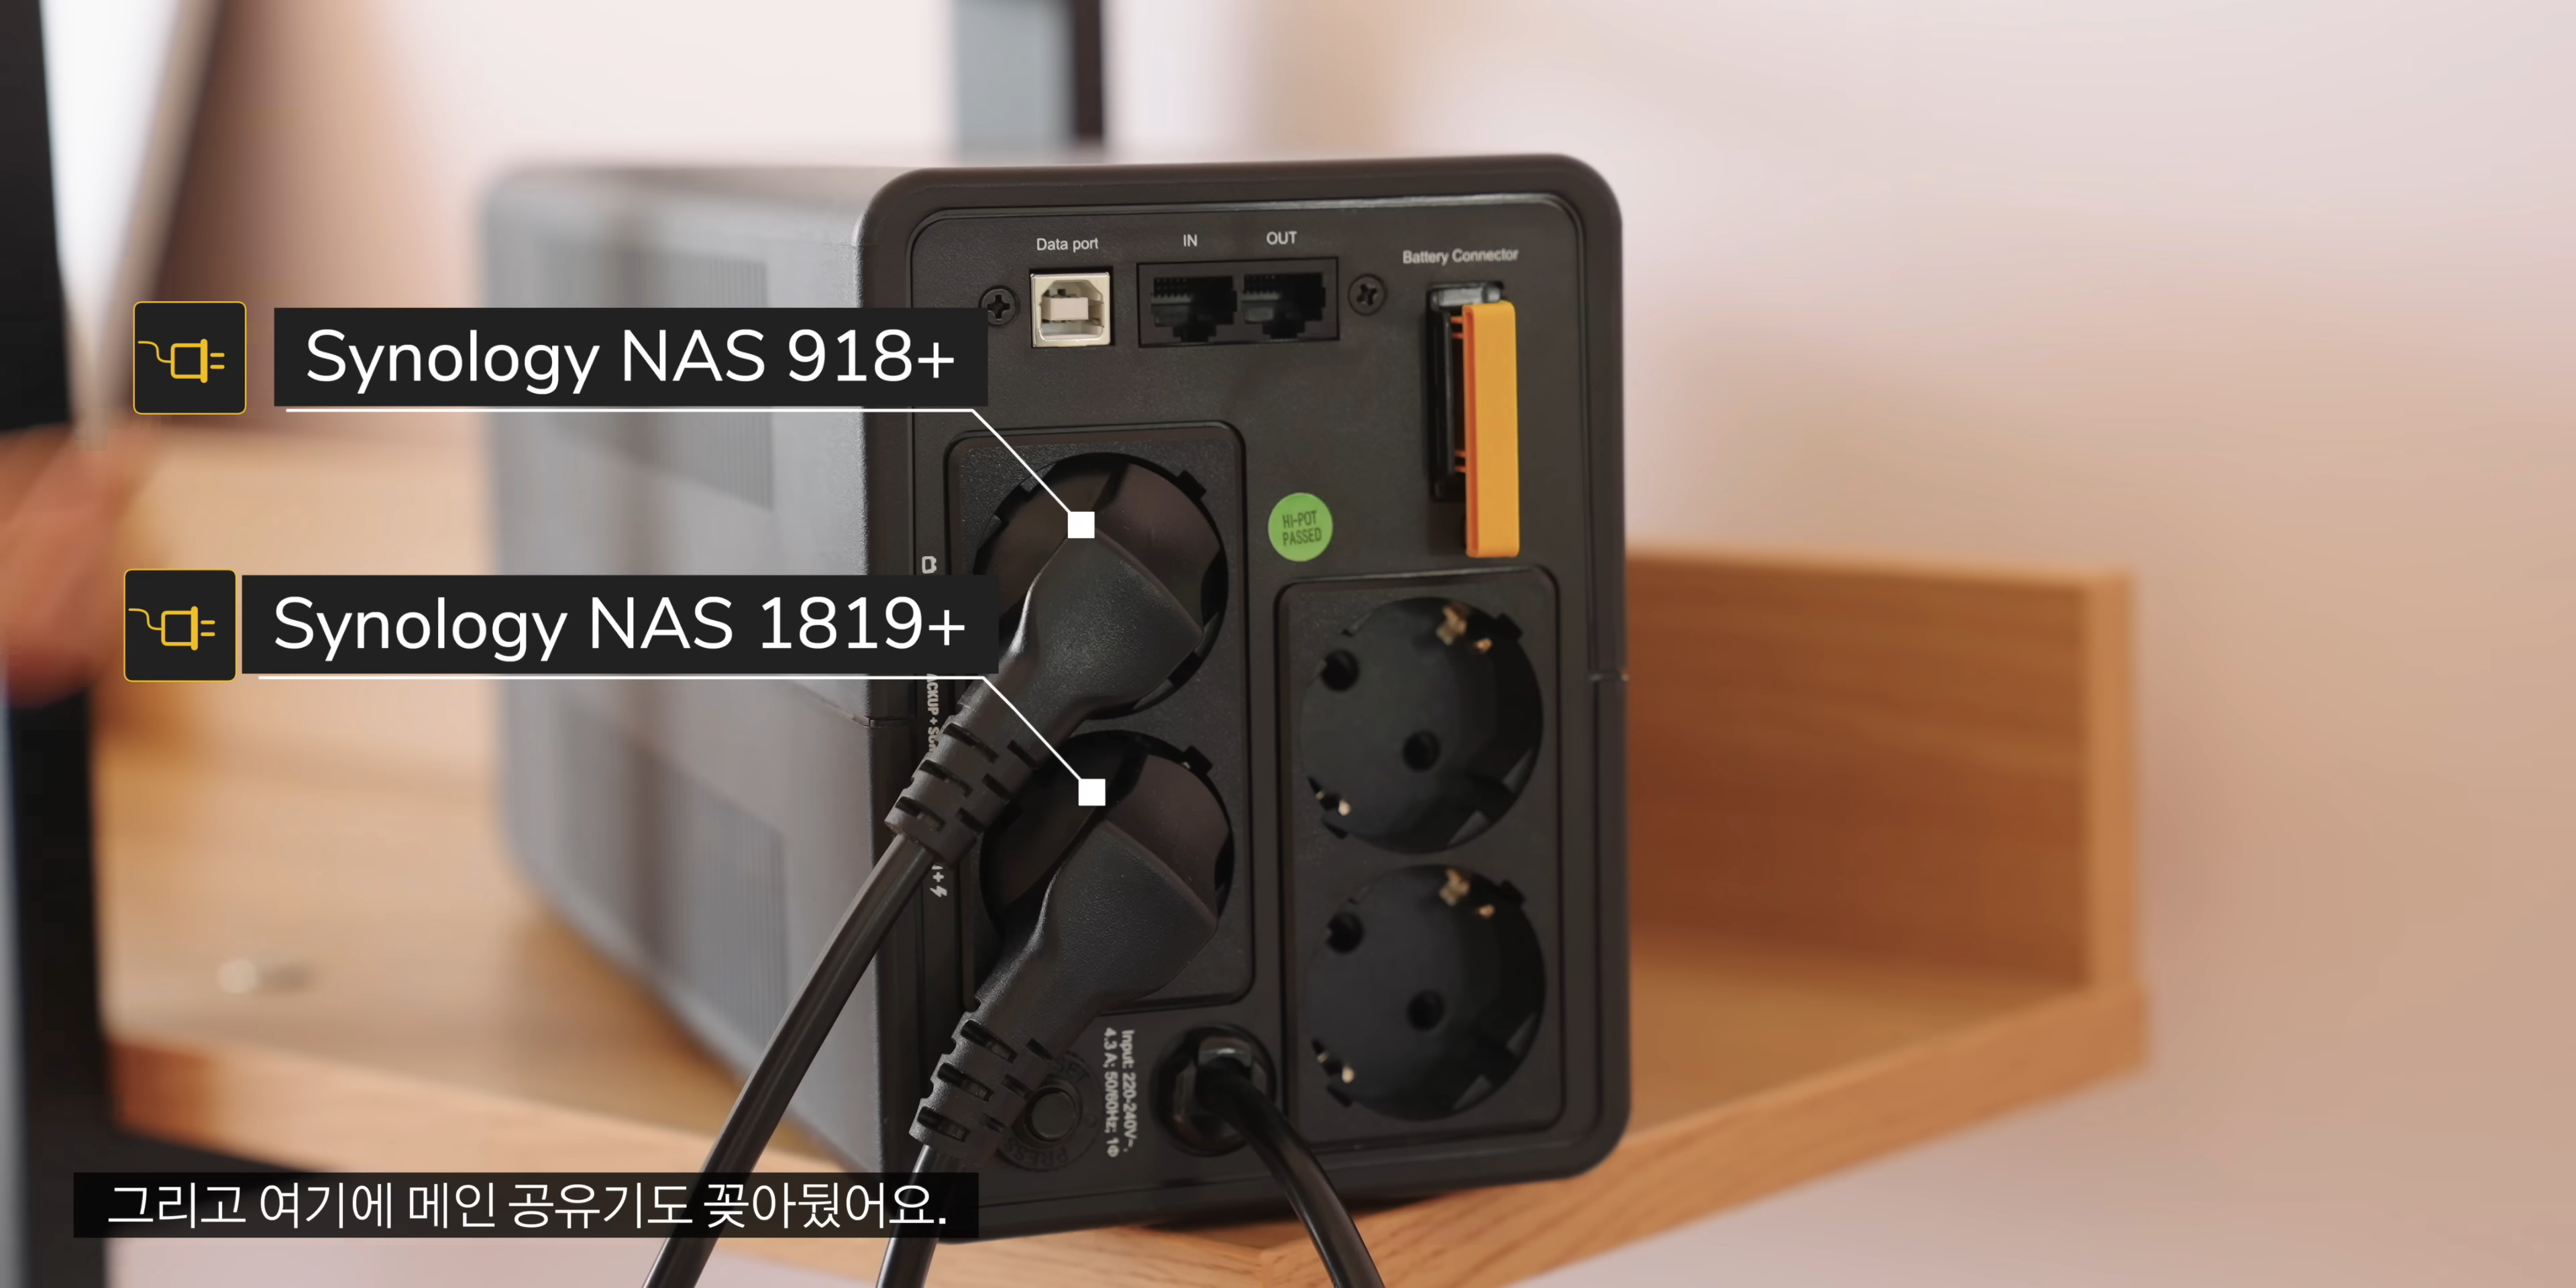 Data port
IN
OUT
Battery Connector
Synology NAS 918+
HI-POT
PASSED
Synology NAS 1819+
Input: 220-240V~,
4.3 A; 50/60Hz; 1Φ
그리고 여기에 메인 공유기도 꽂아뒀어요.